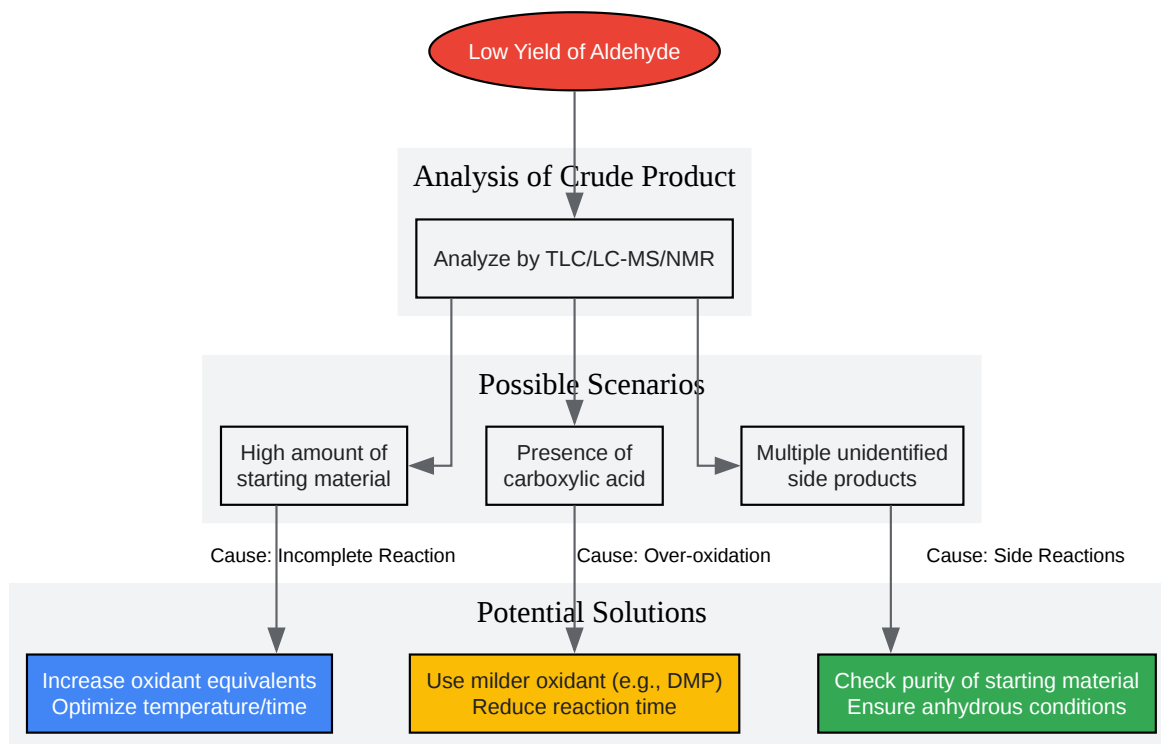 Low Yield of Aldehyde
Analysis of Crude Product
Analyze by TLC/LC-MS/NMR
Possible Scenarios
High amount of
starting material
Presence of
carboxylic acid
Multiple unidentified
side products
Cause: Incomplete Reaction
Cause: Over-oxidation
Cause: Side Reactions
Potential Solutions
Increase oxidant equivalents
Optimize temperature/time
Use milder oxidant (e.g., DMP)
Reduce reaction time
Check purity of starting material
Ensure anhydrous conditions